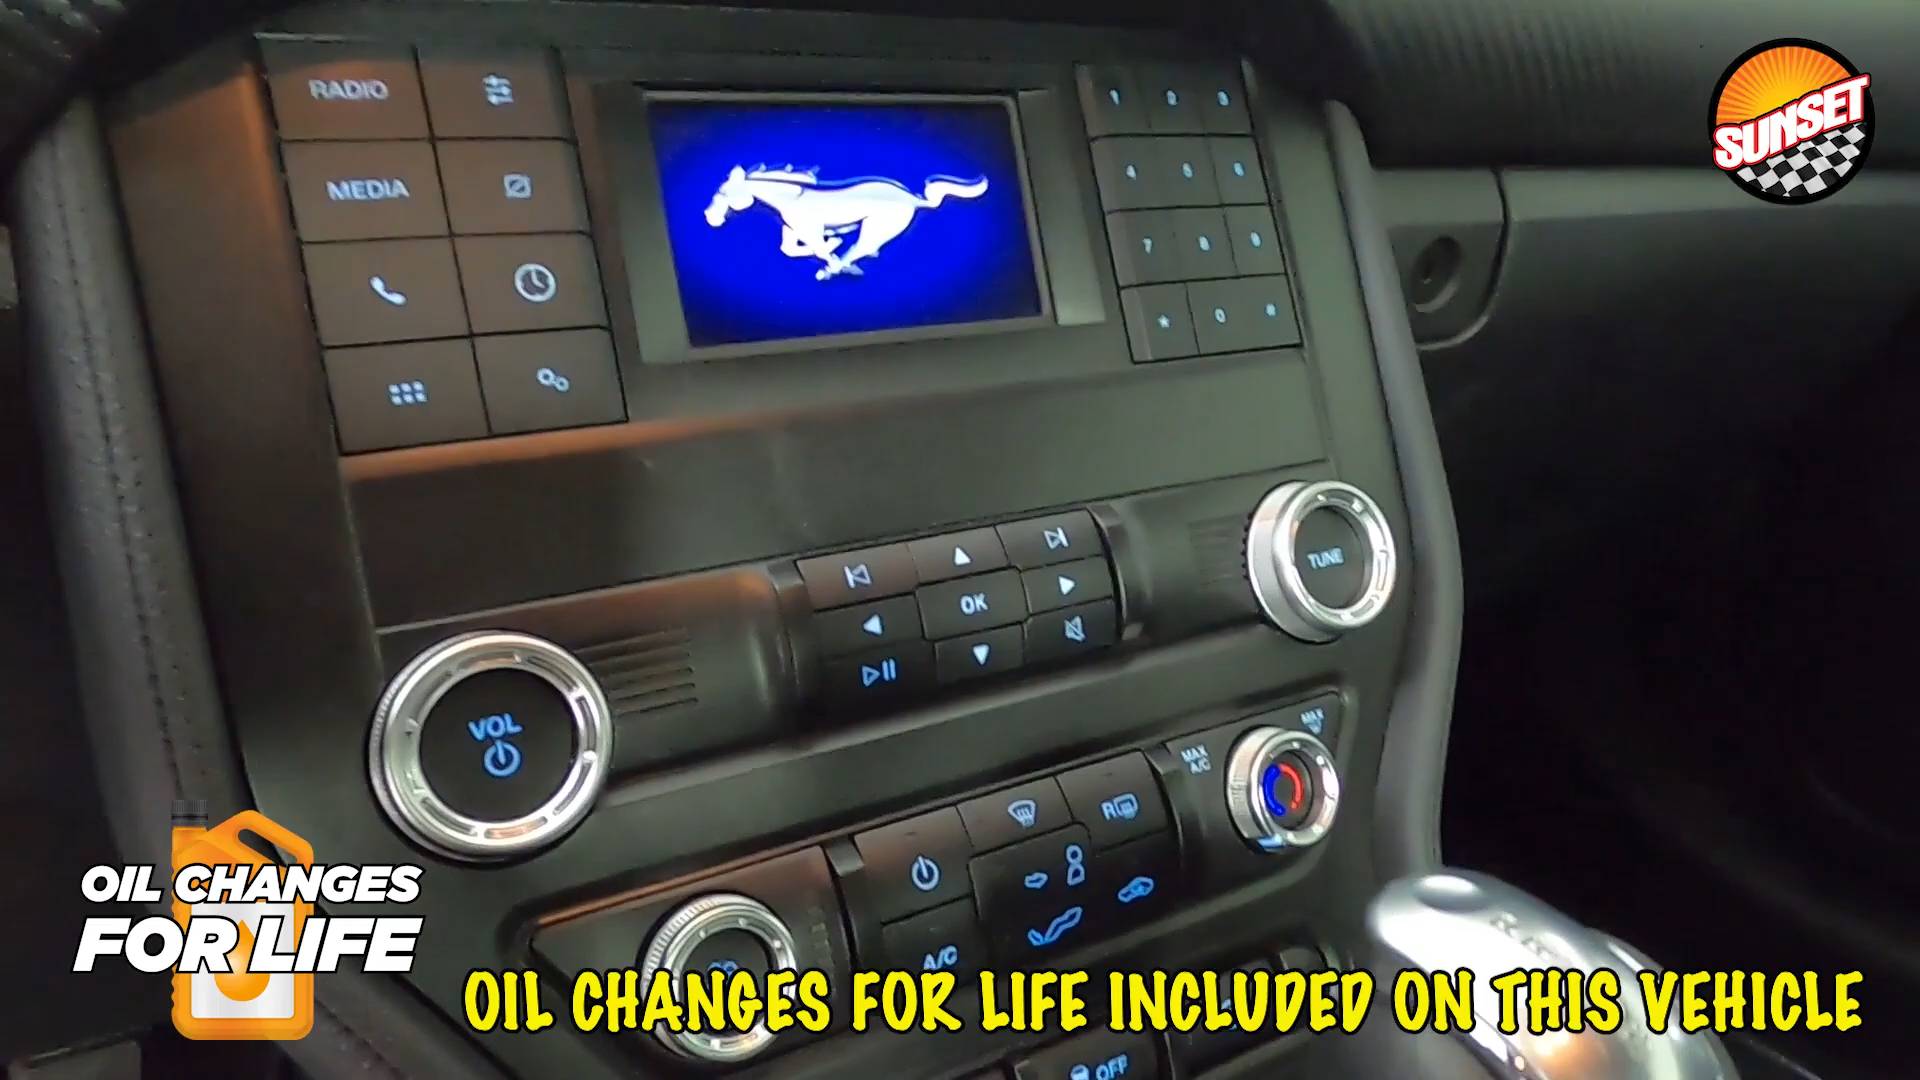 RADIO
MEDIA
1 2 3
4 5 6
7 8 9
* 0 #
SUNSET
OK
TUNE
VOL
MAX A/C
MAX
R
A/C
OFF
OIL CHANGES
FOR LIFE
OIL CHANGES FOR LIFE INCLUDED ON THIS VEHICLE